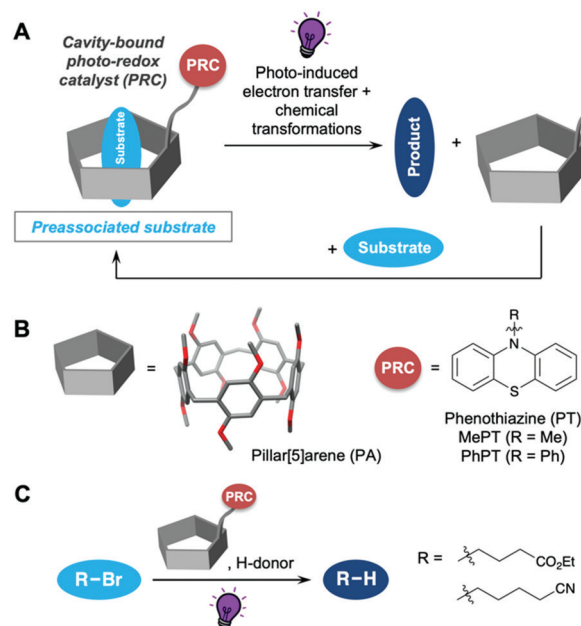 A
Cavity-bound
photo-redox
catalyst (PRC)
PRC
Substrate
Preassociated substrate
Photo-induced
electron transfer +
chemical
transformations
Product
+
+ Substrate
B
=
Pillar[5]arene (PA)
PRC
=
R
N
S
Phenothiazine (PT)
MePT (R = Me)
PhPT (R = Ph)
C
R–Br
PRC
, H-donor
R–H
R =
CO2Et
CN